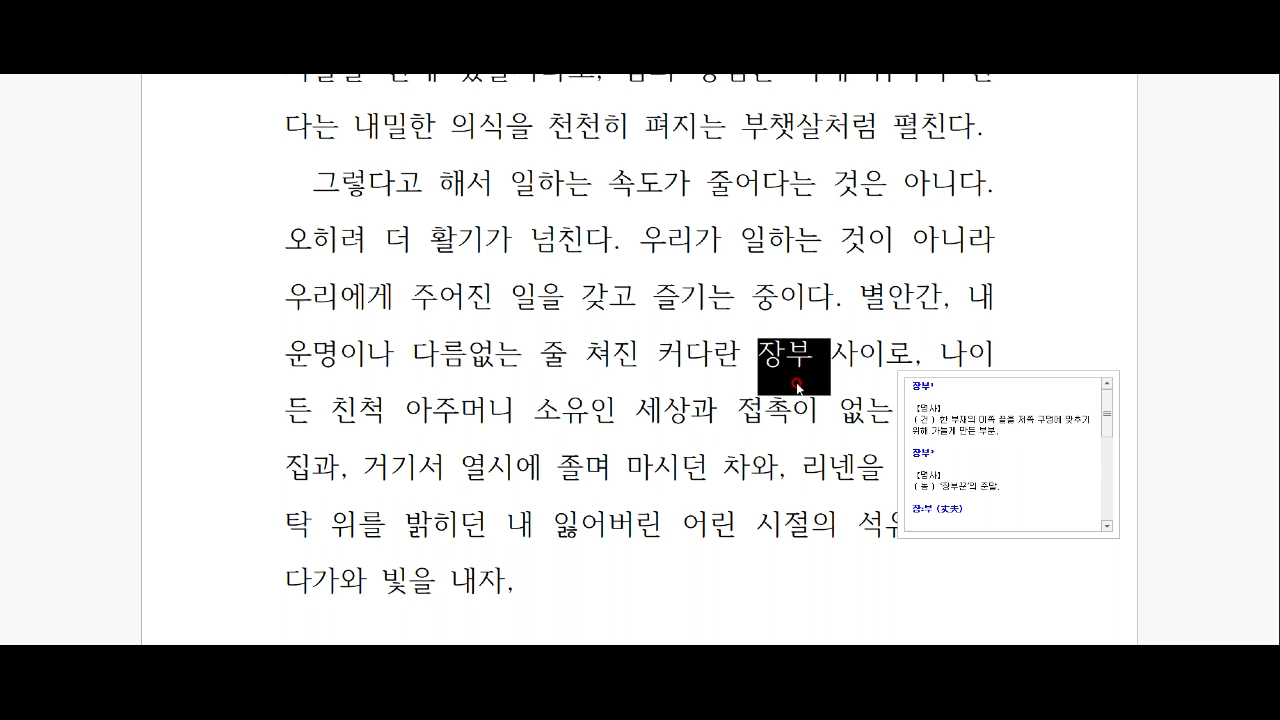 다는 내밀한 의식을 천천히 펴지는 부챗살처럼 펼친다.
그렇다고 해서 일하는 속도가 줄어다는 것은 아니다.
오히려 더 활기가 넘친다. 우리가 일하는 것이 아니라
우리에게 주어진 일을 갖고 즐기는 중이다. 별안간, 내
운명이나 다름없는 줄 쳐진 커다란 장부 사이로, 나이
든 친척 아주머니 소유인 세상과 접촉이 없는
집과, 거기서 열시에 졸며 마시던 차와, 리넨을
탁 위를 밝히던 내 잃어버린 어린 시절의
다가와 빛을 내자,
장부¹
【명사】
(건) 한 부재의 이쪽 끝을 저쪽 구멍에 맞추기
위해 가늘게 만든 부분.
장부²
【명사】
(농) '장부꾼'의 준말.
장:부 (丈夫)